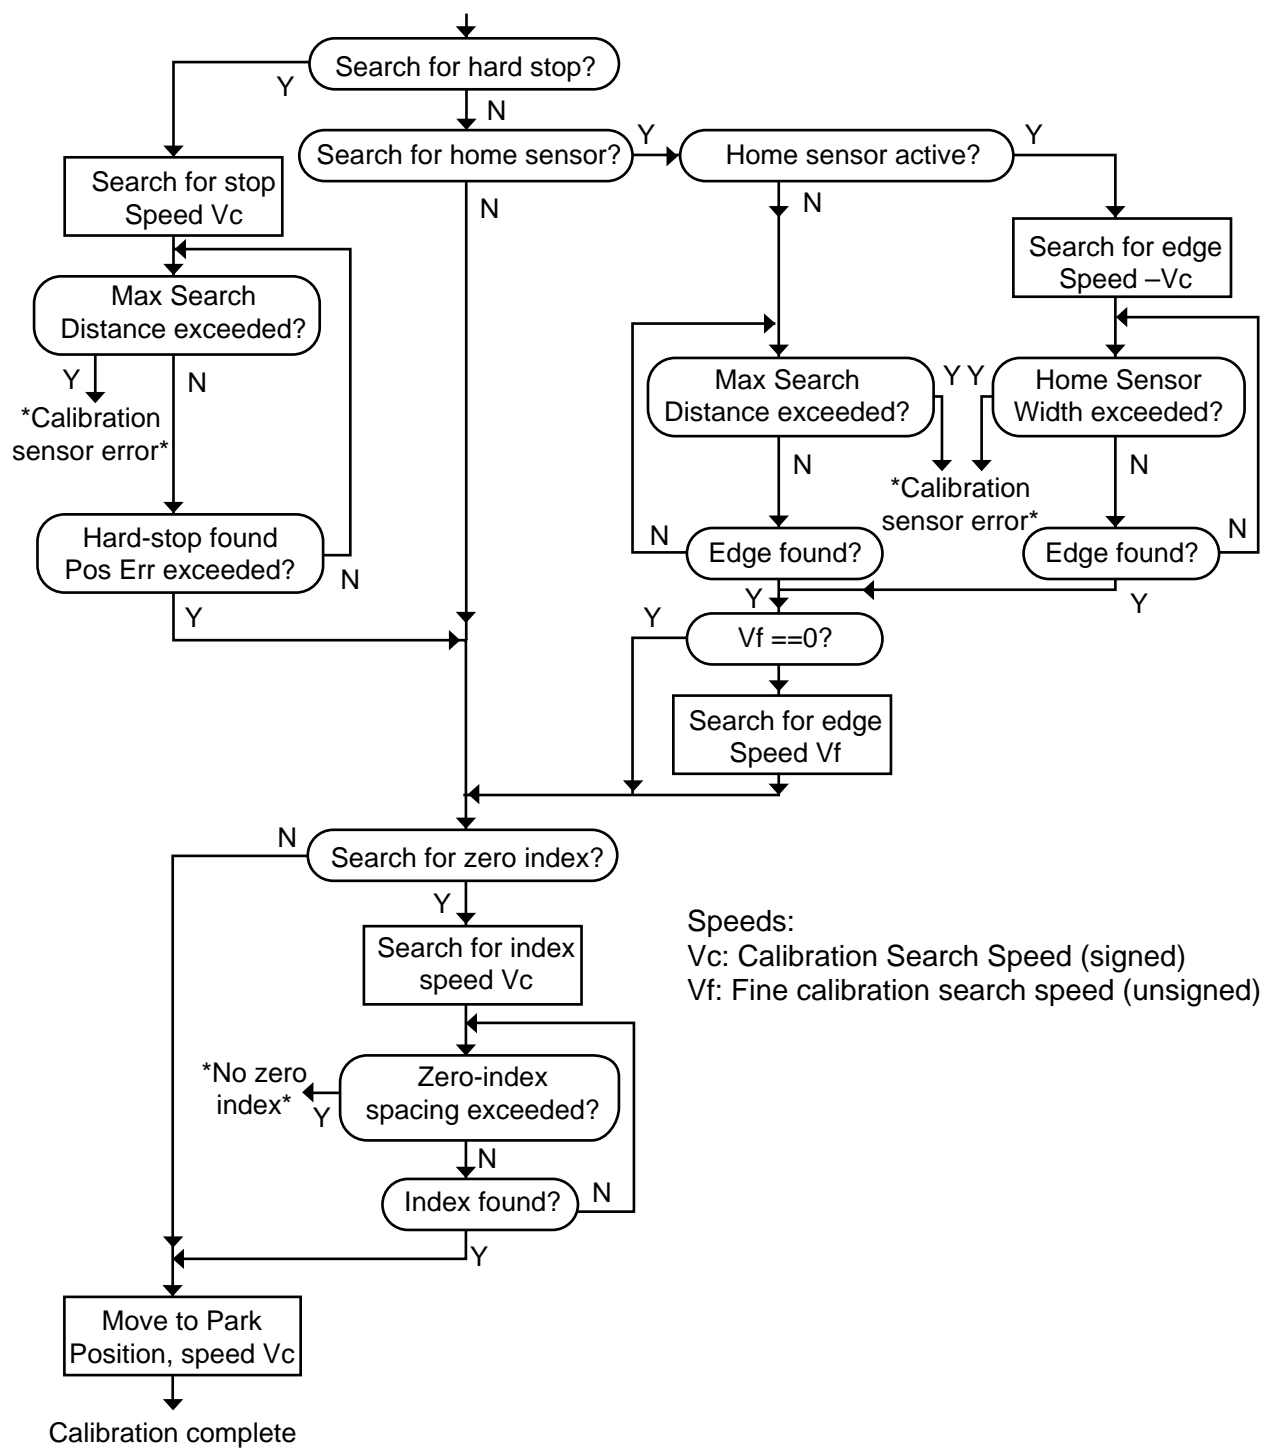 Search for hard stop?
Y
N
Search for home sensor?
Y
Home sensor active?
Y
N
N
Search for stop
Speed Vc
Search for edge
Speed –Vc
Max Search
Distance exceeded?
Y
N
*Calibration
sensor error*
Max Search
Distance exceeded?
Y
Y
Home Sensor
Width exceeded?
N
N
*Calibration
sensor error*
Hard-stop found
Pos Err exceeded?
N
Y
N
Edge found?
Y
Edge found?
N
Y
Y
Vf ==0?
Search for edge
Speed Vf
N
Search for zero index?
Y
Search for index
speed Vc
Speeds:
Vc: Calibration Search Speed (signed)
Vf: Fine calibration search speed (unsigned)
*No zero
index*
Y
Zero-index
spacing exceeded?
N
Index found?
N
Y
Move to Park
Position, speed Vc
Calibration complete